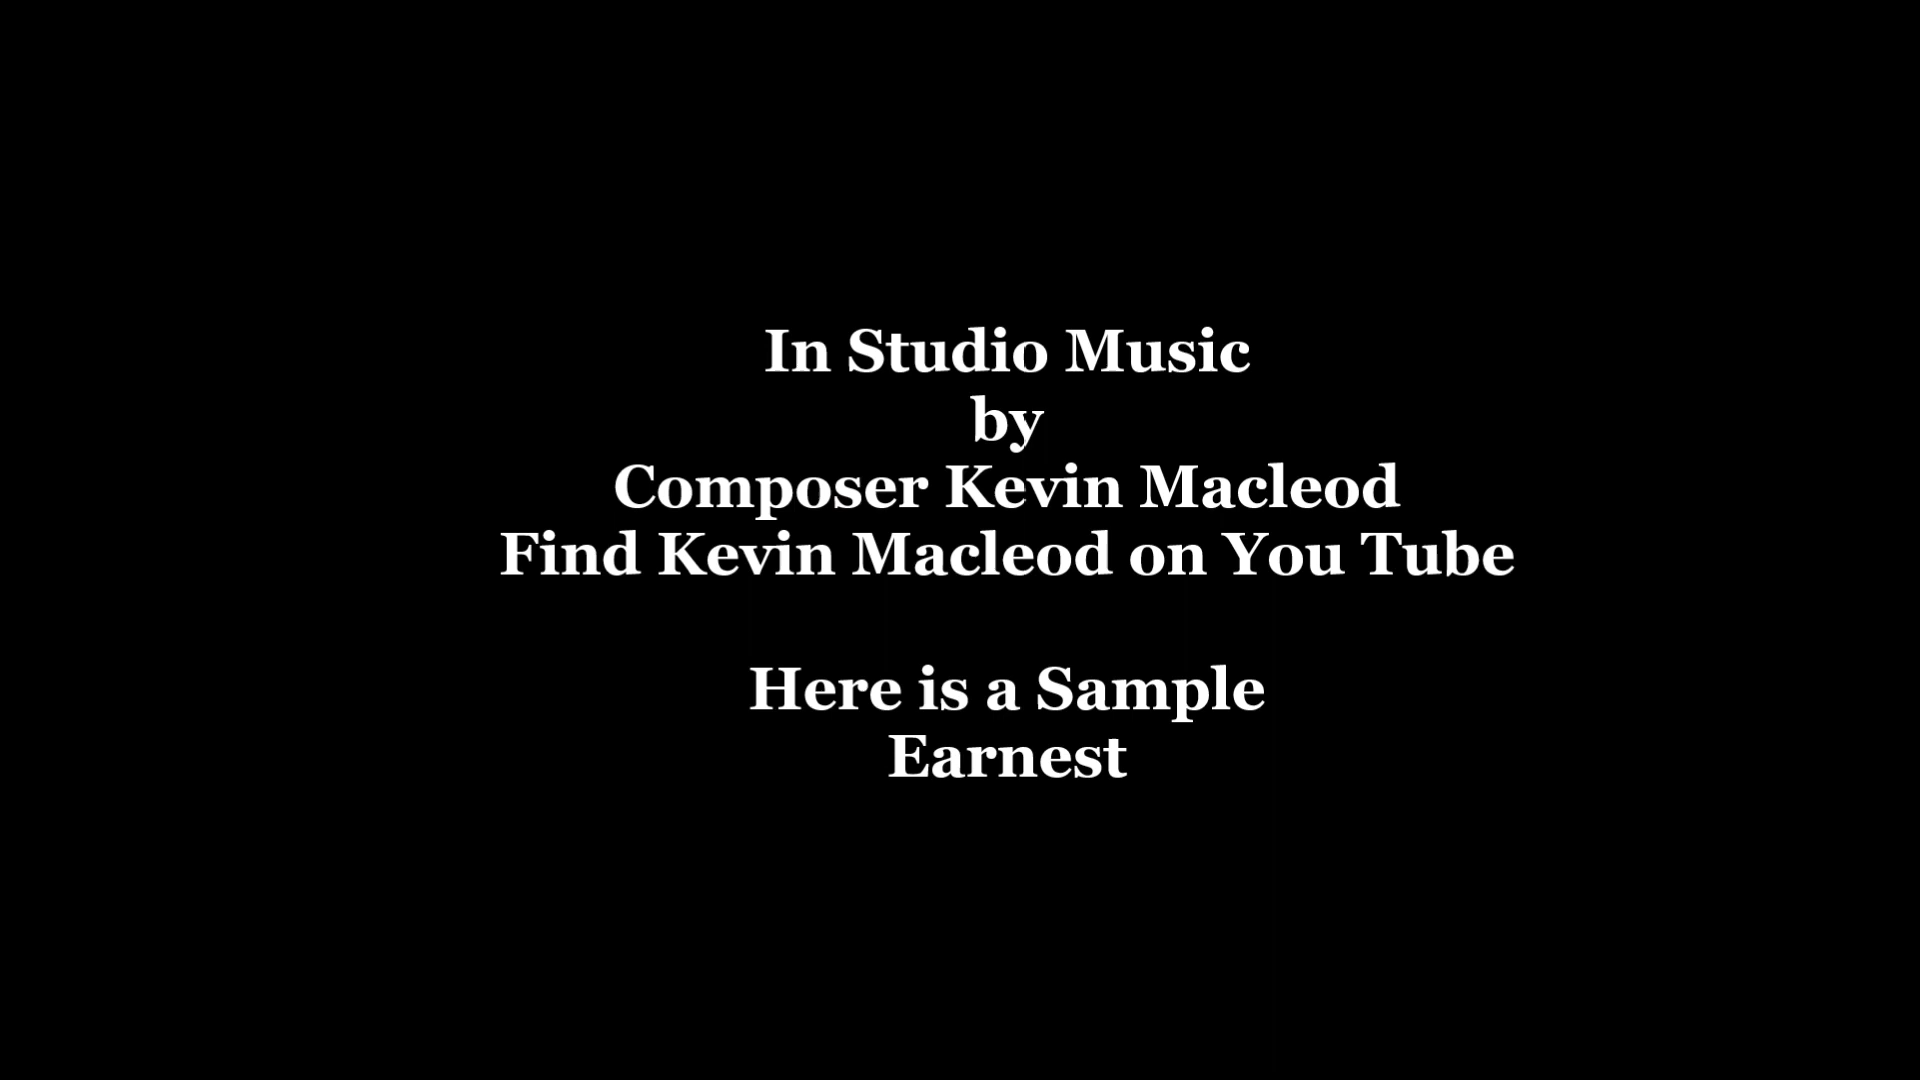 In Studio Music
by
Composer Kevin Macleod
Find Kevin Macleod on You Tube
Here is a Sample
Earnest